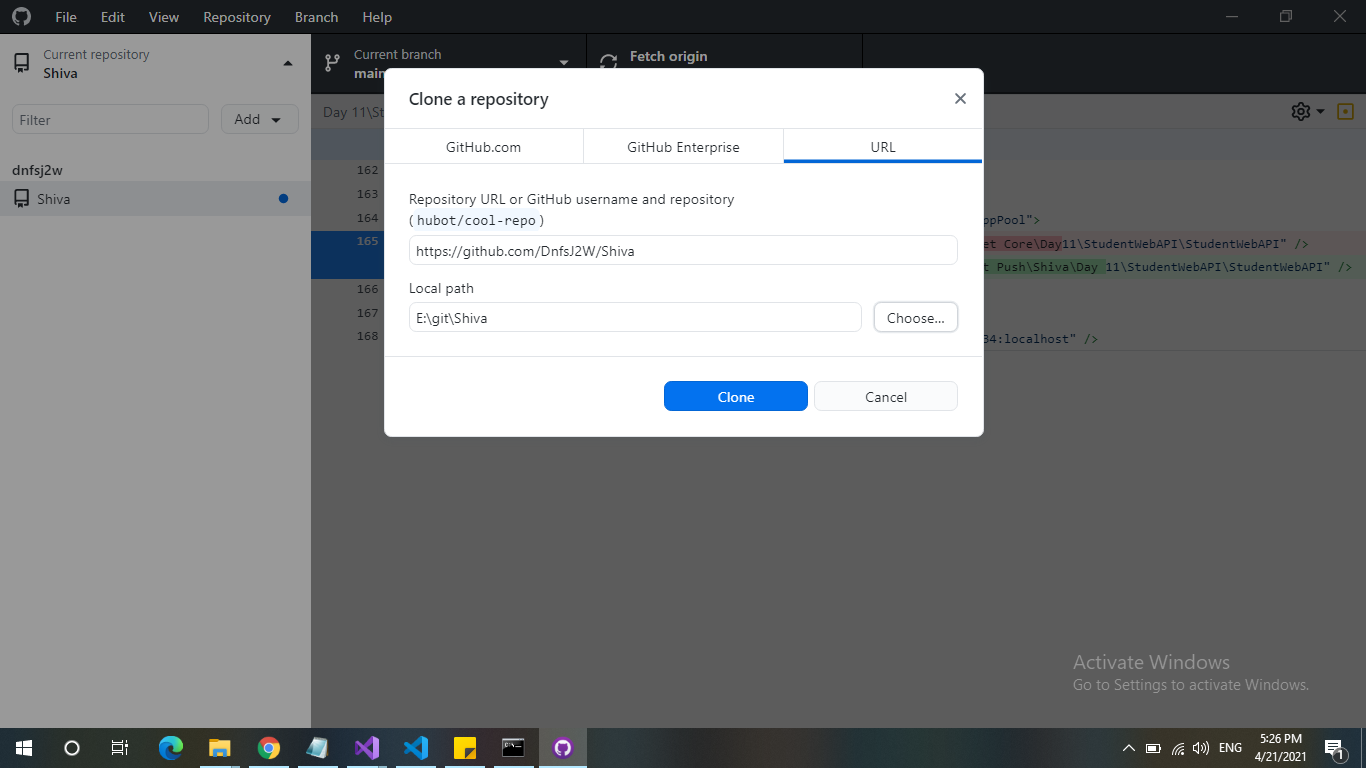 File Edit View Repository Branch Help
Current repository
Shiva
Current branch
main
Fetch origin
Filter
Add
dnfsj2w
Shiva
Day 11\St
Clone a repository
GitHub.com GitHub Enterprise URL
Repository URL or GitHub username and repository
(hubot/cool-repo)
https://github.com/DnfsJ2W/Shiva
Local path
E:\git\Shiva
Choose...
Clone Cancel
162
163
164 ppPool">
165 et Core\Day11\StudentWebAPI\StudentWebAPI" />
t Push\Shiva\Day 11\StudentWebAPI\StudentWebAPI" />
166
167
168 34:localhost" />
Activate Windows
Go to Settings to activate Windows.
ENG
5:26 PM
4/21/2021
1